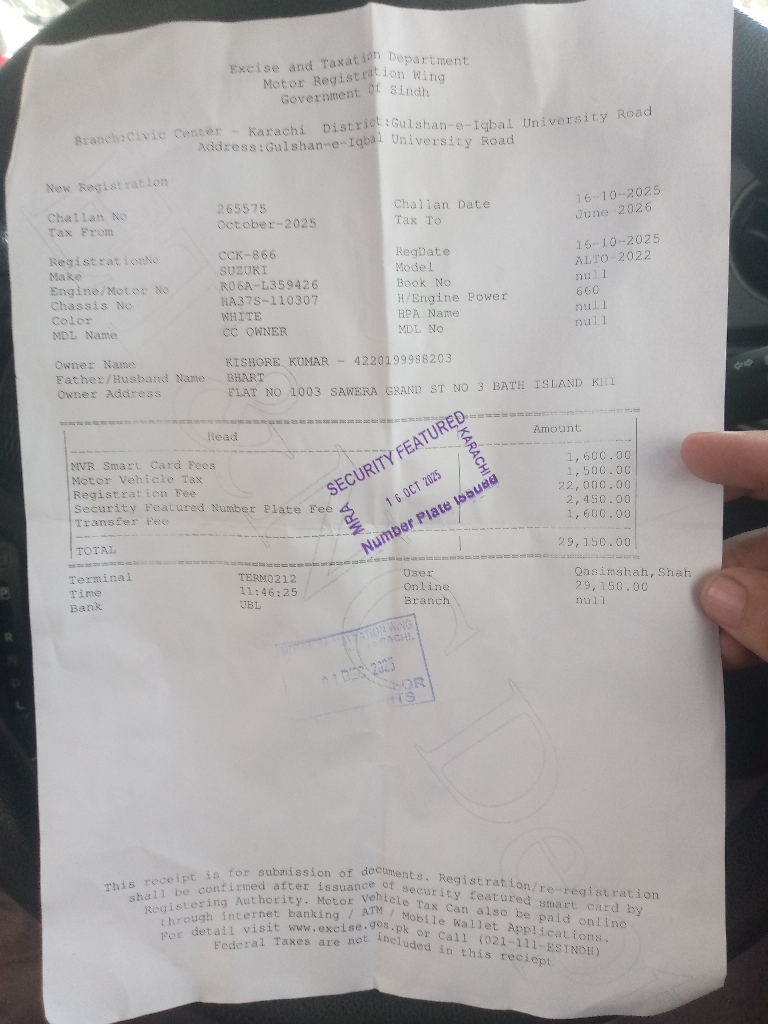 Excise and Taxation Department
Motor Registration Wing
Government Of Sindh
Branch:Civic Center - Karachi District:Gulshan-e-Iqbal University Road
Address:Gulshan-e-Iqbal University Road
New Registration
Challan No 265575 Challan Date 16-10-2025
Tax From October-2025 Tax To June 2026
RegistrationNo CCK-866 RegDate 16-10-2025
Make SUZUKI Model ALTO-2022
Engine/Motor No R06A-L359426 Book No null
Chassis No HA37S-110307 H/Engine Power 660
Color WHITE HPA Name null
MDL Name CC OWNER MDL No null
Owner Name KISHORE KUMAR - 4220199988203
Father/Husband Name BHART
Owner Address FLAT NO 1003 SAWERA GRAND ST NO 3 BATH ISLAND KHI
Head Amount
MVR Smart Card Fees 1,600.00
Motor Vehicle Tax 1,500.00
Registration Fee 22,000.00
Security Featured Number Plate Fee 2,450.00
Transfer Fee 1,600.00
TOTAL 29,150.00
MRA SECURITY FEATURED KARACHI
16 OCT 2025
Number Plate Issued
Terminal TERM0212 User Qasimshah,Shah
Time 11:46:25 Online 29,150.00
Bank UBL Branch null
WING
DEC 2025
This receipt is for submission of documents. Registration/re-registration
shall be confirmed after issuance of security featured smart card by
Registering Authority. Motor Vehicle Tax Can also be paid online
through internet banking / ATM / Mobile Wallet Applications.
For detail visit www.excise.gos.pk or Call (021-111-ESINDH)
Federal Taxes are not included in this reciept